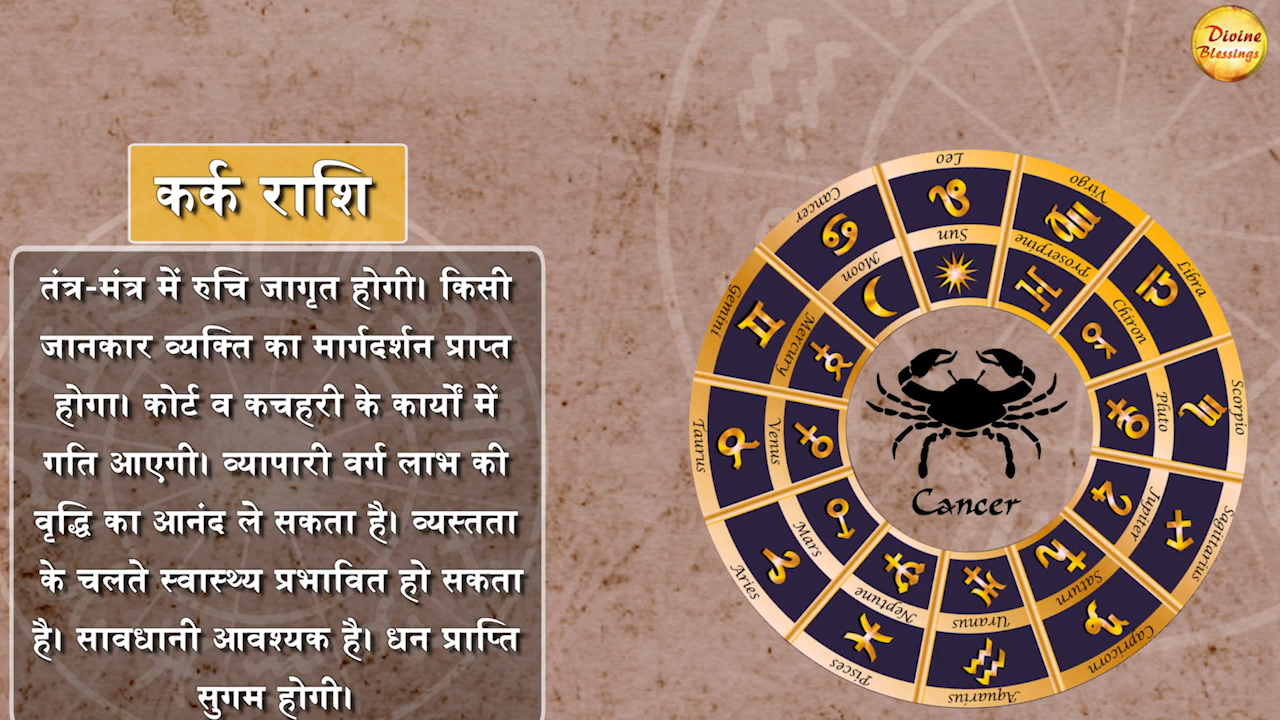 Divine
Blessings
कर्क राशि
तंत्र-मंत्र में रुचि जागृत होगी। किसी
जानकार व्यक्ति का मार्गदर्शन प्राप्त
होगा। कोर्ट व कचहरी के कार्यों में
गति आएगी। व्यापारी वर्ग लाभ की
वृद्धि का आनंद ले सकता है। व्यस्तता
के चलते स्वास्थ्य प्रभावित हो सकता
है। सावधानी आवश्यक है। धन प्राप्ति
सुगम होगी।
Leo
Virgo
Libra
Scorpio
Sagittarius
Capricorn
Aquarius
Pisces
Aries
Taurus
Gemini
Cancer
Sun
Proserpine
Chiron
Pluto
Jupiter
Saturn
Uranus
Neptune
Mars
Venus
Mercury
Moon
Cancer